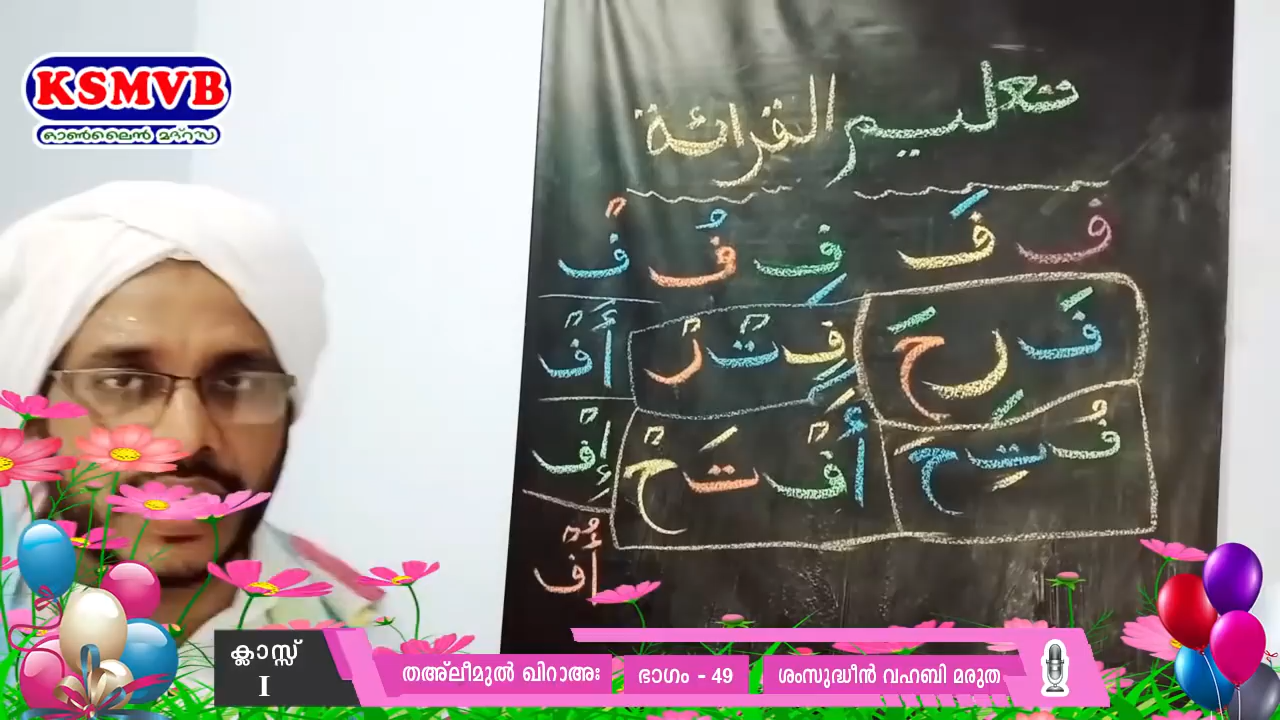 KSMVB
ഓൺലൈൻ മദ്റസ
تعليم القرائة
ف فَ فِ فُ فْ
فَرِحَ فِتْرْ أَفْ
فُتِحَ أَفْتَحْ إِفْ
أُفْ
ക്ലാസ്സ്
I
തഅ്ലീമുൽ ഖിറാഅഃ
ഭാഗം - 49
ശംസുദ്ധീൻ വഹബി മരുത